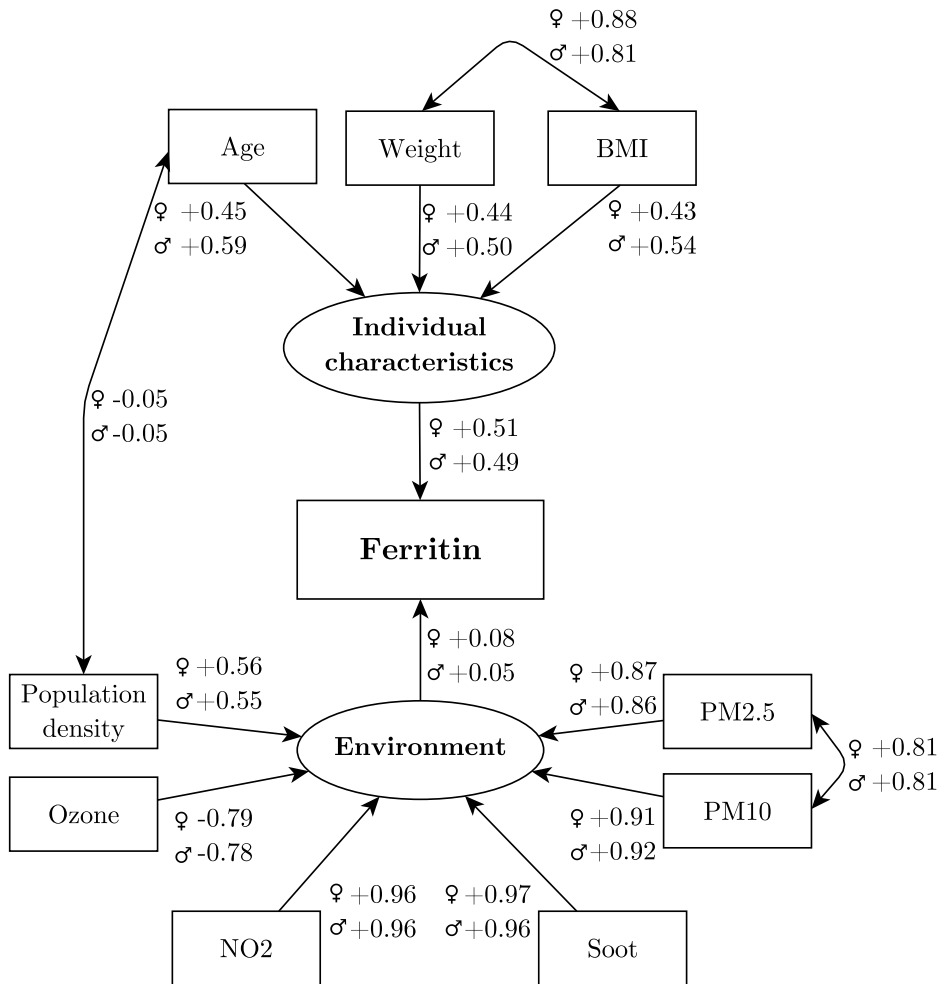 ♀ +0.88
♂ +0.81
Age
Weight
BMI
♀ +0.45
♂ +0.59
♀ +0.44
♂ +0.50
♀ +0.43
♂ +0.54
Individual
characteristics
♀ -0.05
♂ -0.05
♀ +0.51
♂ +0.49
Ferritin
♀ +0.08
♂ +0.05
Population
density
♀ +0.56
♂ +0.55
♀ +0.87
♂ +0.86
PM2.5
Environment
♀ +0.81
♂ +0.81
Ozone
♀ -0.79
♂ -0.78
♀ +0.91
♂ +0.92
PM10
♀ +0.96
♂ +0.96
♀ +0.97
♂ +0.96
NO2
Soot